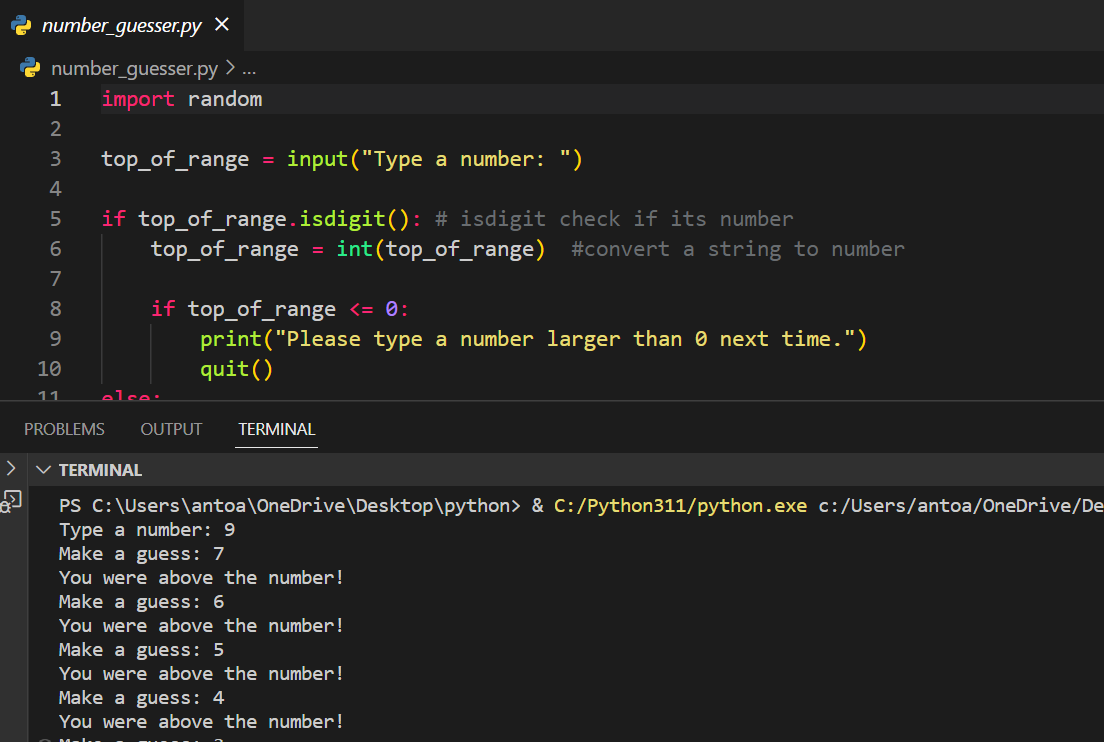 number_guesser.py ×
number_guesser.py > ...
1 import random
2
3 top_of_range = input("Type a number: ")
4
5 if top_of_range.isdigit(): # isdigit check if its number
6 top_of_range = int(top_of_range) #convert a string to number
7
8 if top_of_range <= 0:
9 print("Please type a number larger than 0 next time.")
10 quit()
11 else:
PROBLEMS OUTPUT TERMINAL
TERMINAL
PS C:\Users\antoa\OneDrive\Desktop\python> & C:/Python311/python.exe c:/Users/antoa/OneDrive/De
Type a number: 9
Make a guess: 7
You were above the number!
Make a guess: 6
You were above the number!
Make a guess: 5
You were above the number!
Make a guess: 4
You were above the number!
Make a guess: